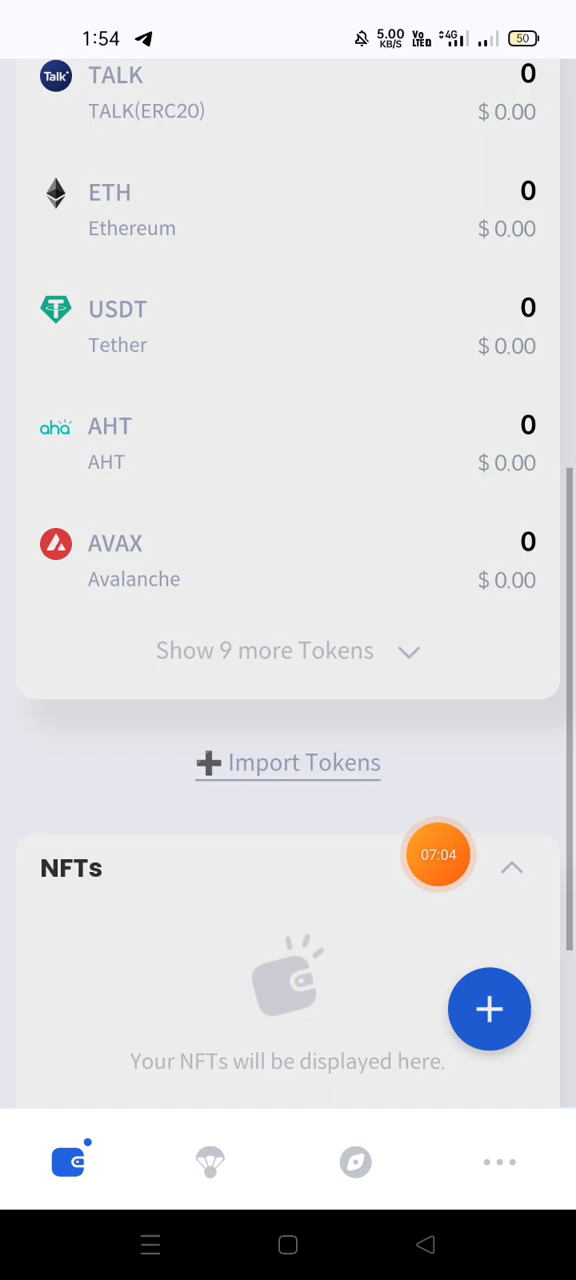 1:54
5.00 KB/S
Vo LTED
4G
50
Talk
TALK
0
TALK(ERC20)
$ 0.00
ETH
0
Ethereum
$ 0.00
USDT
0
Tether
$ 0.00
aha
AHT
0
AHT
$ 0.00
AVAX
0
Avalanche
$ 0.00
Show 9 more Tokens
➕ Import Tokens
NFTs
07:04
Your NFTs will be displayed here.